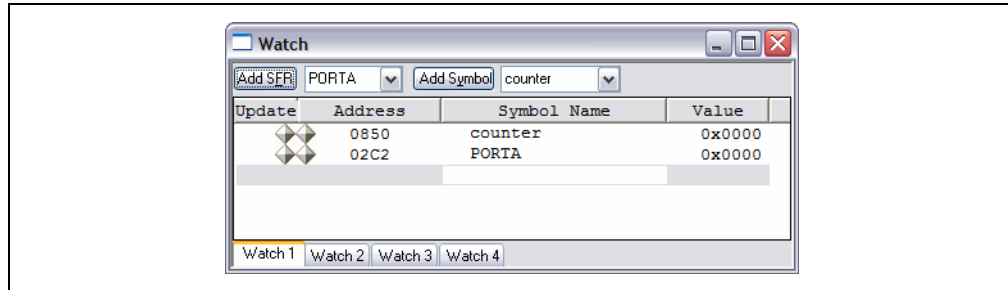 Watch
Add SFR PORTA Add Symbol counter
Update Address Symbol Name Value
0850 counter 0x0000
02C2 PORTA 0x0000
Watch 1 Watch 2 Watch 3 Watch 4